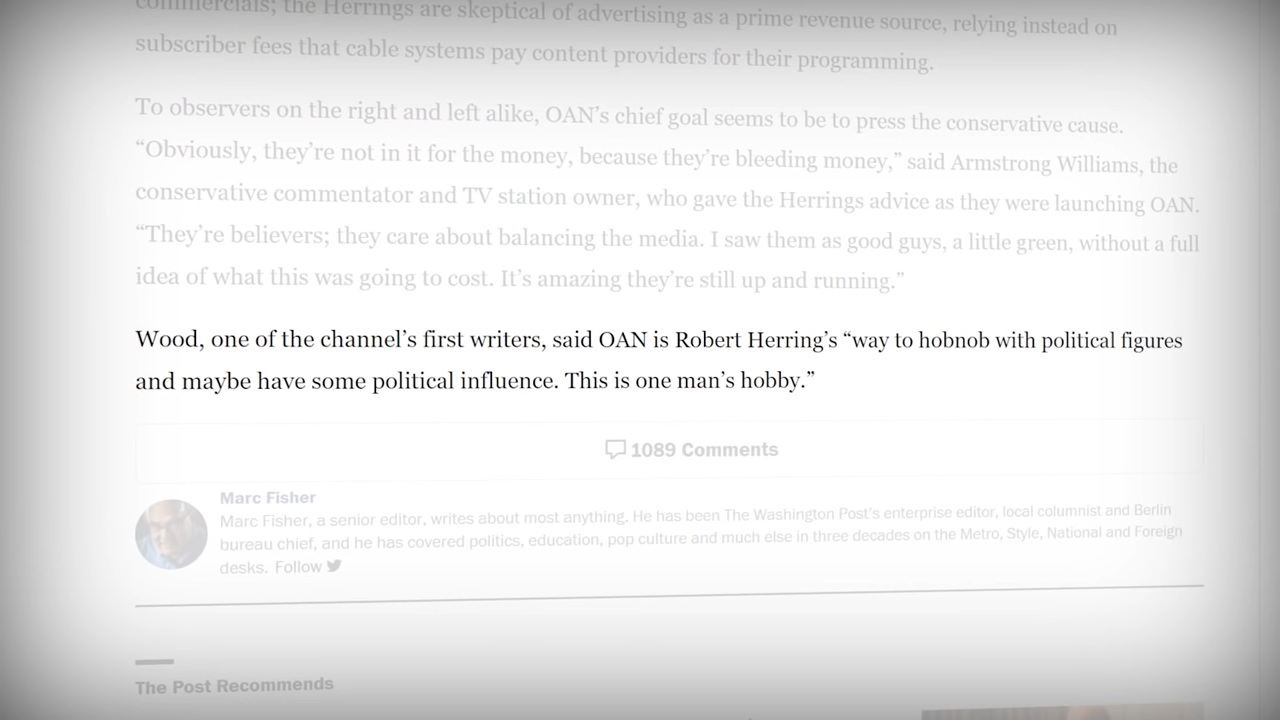 commercials; the Herrings are skeptical of advertising as a prime revenue source, relying instead on
subscriber fees that cable systems pay content providers for their programming.
To observers on the right and left alike, OAN’s chief goal seems to be to press the conservative cause.
“Obviously, they’re not in it for the money, because they’re bleeding money,” said Armstrong Williams, the
conservative commentator and TV station owner, who gave the Herrings advice as they were launching OAN.
“They’re believers; they care about balancing the media. I saw them as good guys, a little green, without a full
idea of what this was going to cost. It’s amazing they’re still up and running.”
Wood, one of the channel’s first writers, said OAN is Robert Herring’s “way to hobnob with political figures
and maybe have some political influence. This is one man’s hobby.”
1089 Comments
Marc Fisher
Marc Fisher, a senior editor, writes about most anything. He has been The Washington Post’s enterprise editor, local columnist and Berlin
bureau chief, and he has covered politics, education, pop culture and much else in three decades on the Metro, Style, National and Foreign
desks. Follow
The Post Recommends